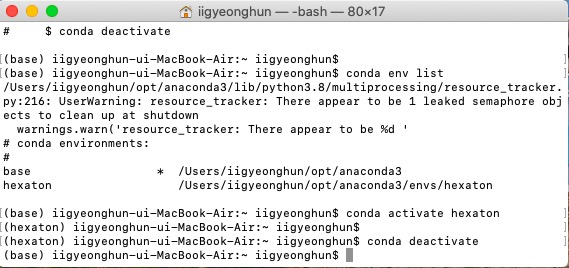 iigyeonghun — -bash — 80×17
#     $ conda deactivate
[(base) iigyeonghun-ui-MacBook-Air:~ iigyeonghun$ ]
[(base) iigyeonghun-ui-MacBook-Air:~ iigyeonghun$ conda env list ]
/Users/iigyeonghun/opt/anaconda3/lib/python3.8/multiprocessing/resource_tracker.
py:216: UserWarning: resource_tracker: There appear to be 1 leaked semaphore obj
ects to clean up at shutdown
  warnings.warn('resource_tracker: There appear to be %d '
# conda environments:
#
base                  *  /Users/iigyeonghun/opt/anaconda3
hexaton                  /Users/iigyeonghun/opt/anaconda3/envs/hexaton
[(base) iigyeonghun-ui-MacBook-Air:~ iigyeonghun$ conda activate hexaton ]
[(hexaton) iigyeonghun-ui-MacBook-Air:~ iigyeonghun$ ]
[(hexaton) iigyeonghun-ui-MacBook-Air:~ iigyeonghun$ conda deactivate ]
(base) iigyeonghun-ui-MacBook-Air:~ iigyeonghun$